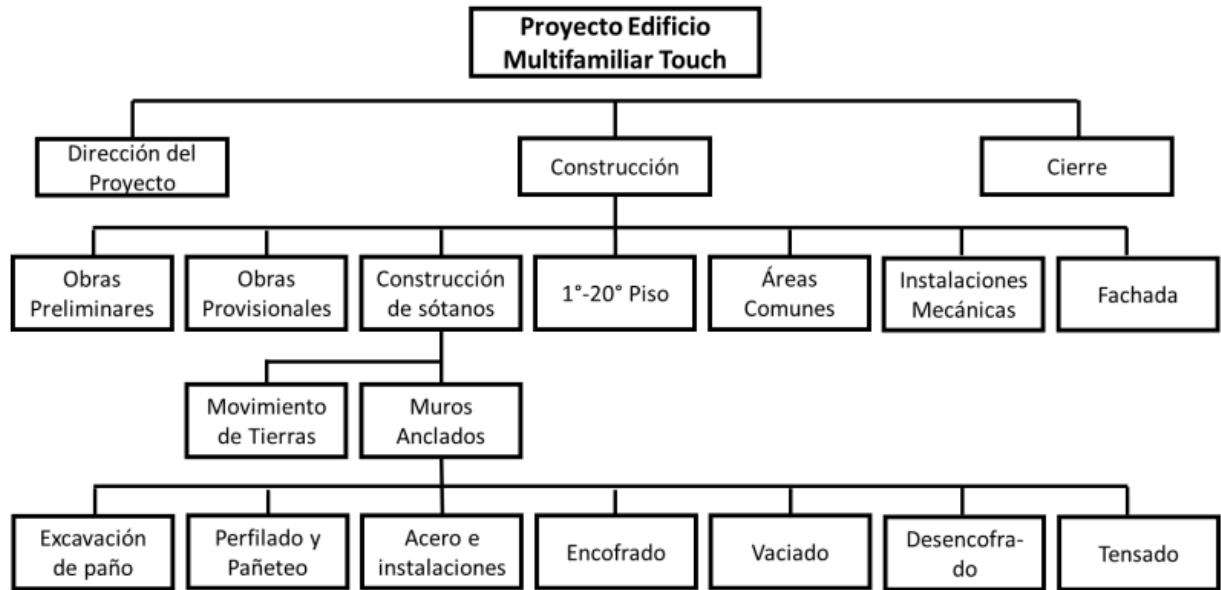 Proyecto Edificio
Multifamiliar Touch
Dirección del
Proyecto
Construcción
Cierre
Obras
Preliminares
Obras
Provisionales
Construcción
de sótanos
1°-20° Piso
Áreas
Comunes
Instalaciones
Mecánicas
Fachada
Movimiento
de Tierras
Muros
Anclados
Excavación
de paño
Perfilado y
Pañeteo
Acero e
instalaciones
Encofrado
Vaciado
Desencofra-
do
Tensado